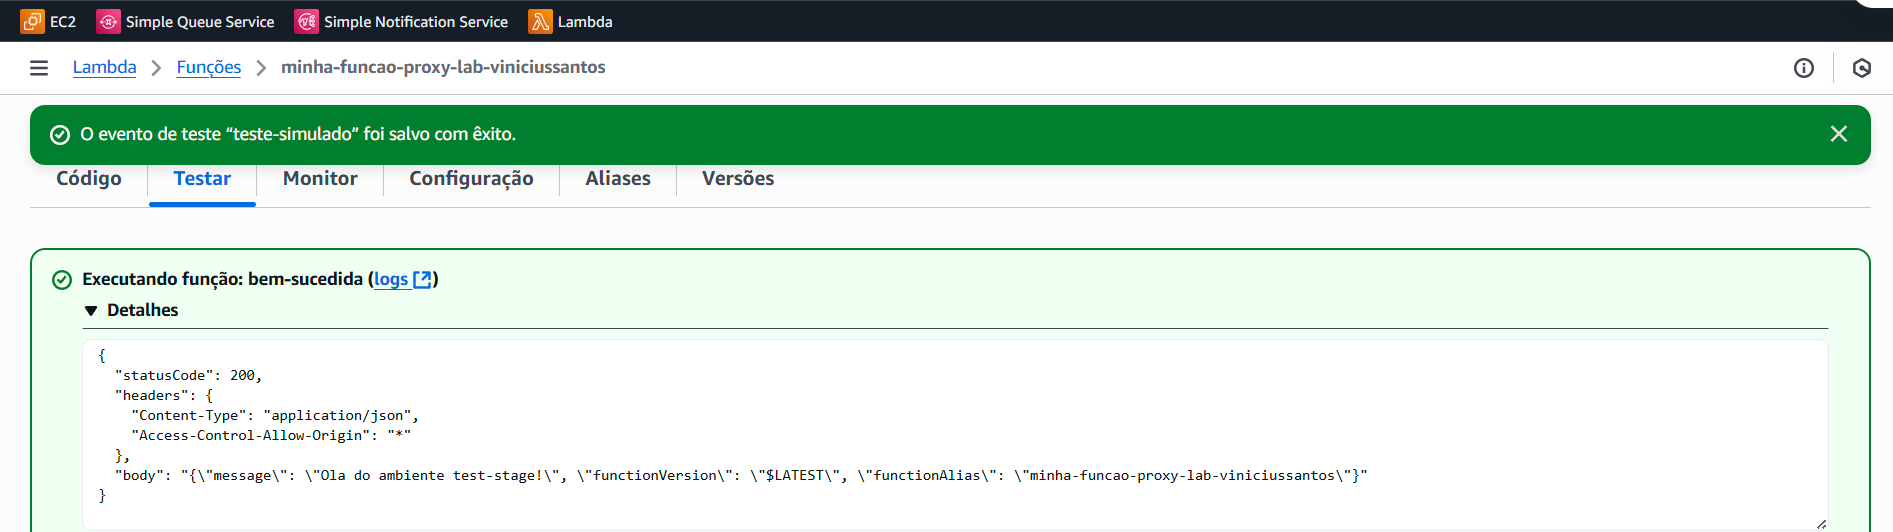 EC2 Simple Queue Service Simple Notification Service Lambda
Lambda Funções minha-funcao-proxy-lab-viniciussantos
O evento de teste “teste-simulado” foi salvo com êxito.
Código Testar Monitor Configuração Aliases Versões
Executando função: bem-sucedida (logs)
Detalhes
{
"statusCode": 200,
"headers": {
"Content-Type": "application/json",
"Access-Control-Allow-Origin": "*"
},
"body": "{\"message\": \"Ola do ambiente test-stage!\", \"functionVersion\": \"$LATEST\", \"functionAlias\": \"minha-funcao-proxy-lab-viniciussantos\"}"
}